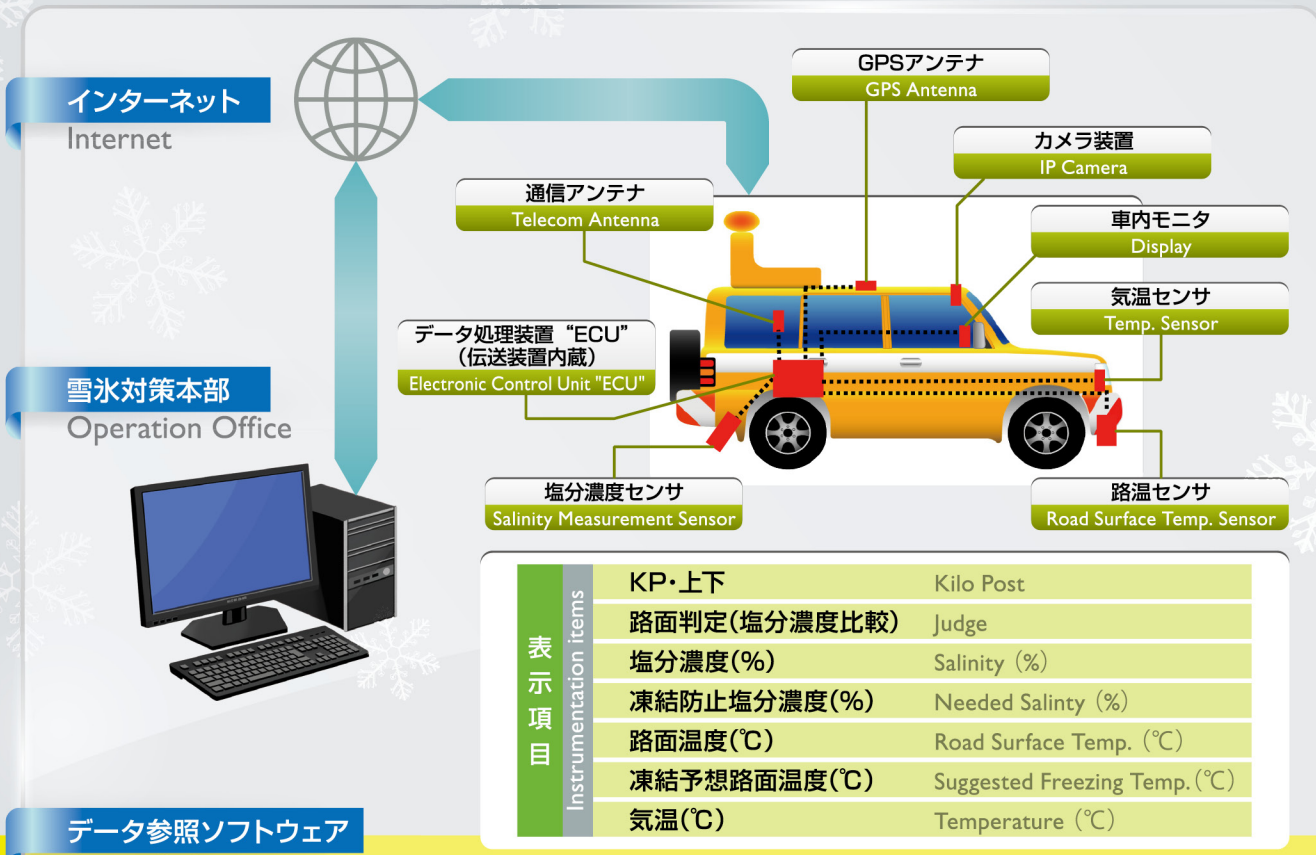 インターネット
Internet
GPSアンテナ
GPS Antenna
カメラ装置
IP Camera
通信アンテナ
Telecom Antenna
車内モニタ
Display
気温センサ
Temp. Sensor
データ処理装置“ECU”
(伝送装置内蔵)
Electronic Control Unit "ECU"
雪氷対策本部
Operation Office
塩分濃度センサ
Salinity Measurement Sensor
路温センサ
Road Surface Temp. Sensor
表示項目
Instrumentation items
KP・上下 Kilo Post
路面判定(塩分濃度比較) Judge
塩分濃度(%) Salinity (%)
凍結防止塩分濃度(%) Needed Salinty (%)
路面温度(℃) Road Surface Temp. (℃)
凍結予想路面温度(℃) Suggested Freezing Temp.(℃)
気温(℃) Temperature (℃)
データ参照ソフトウェア